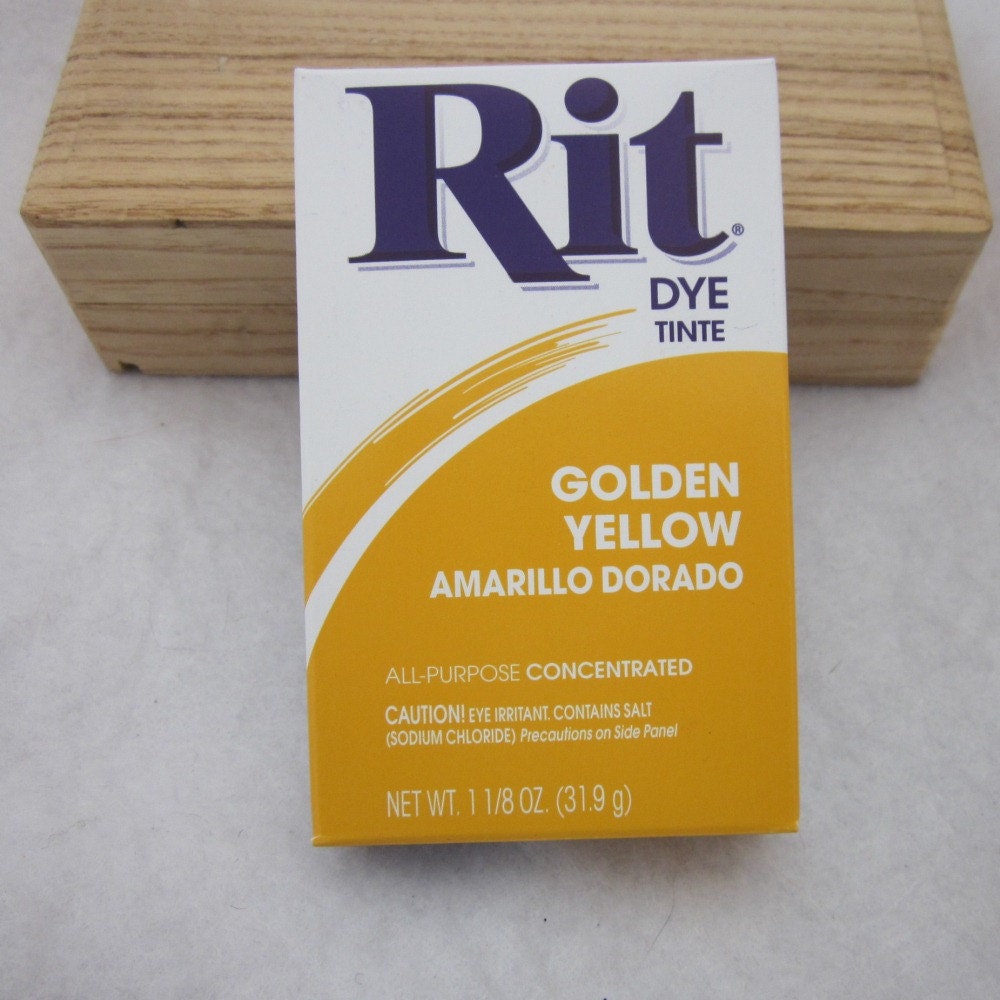 Rit®
DYE
TINTE
GOLDEN
YELLOW
AMARILLO DORADO
ALL-PURPOSE CONCENTRATED
CAUTION! EYE IRRITANT. CONTAINS SALT
(SODIUM CHLORIDE) Precautions on Side Panel
NET WT. 1 1/8 OZ. (31.9 g)